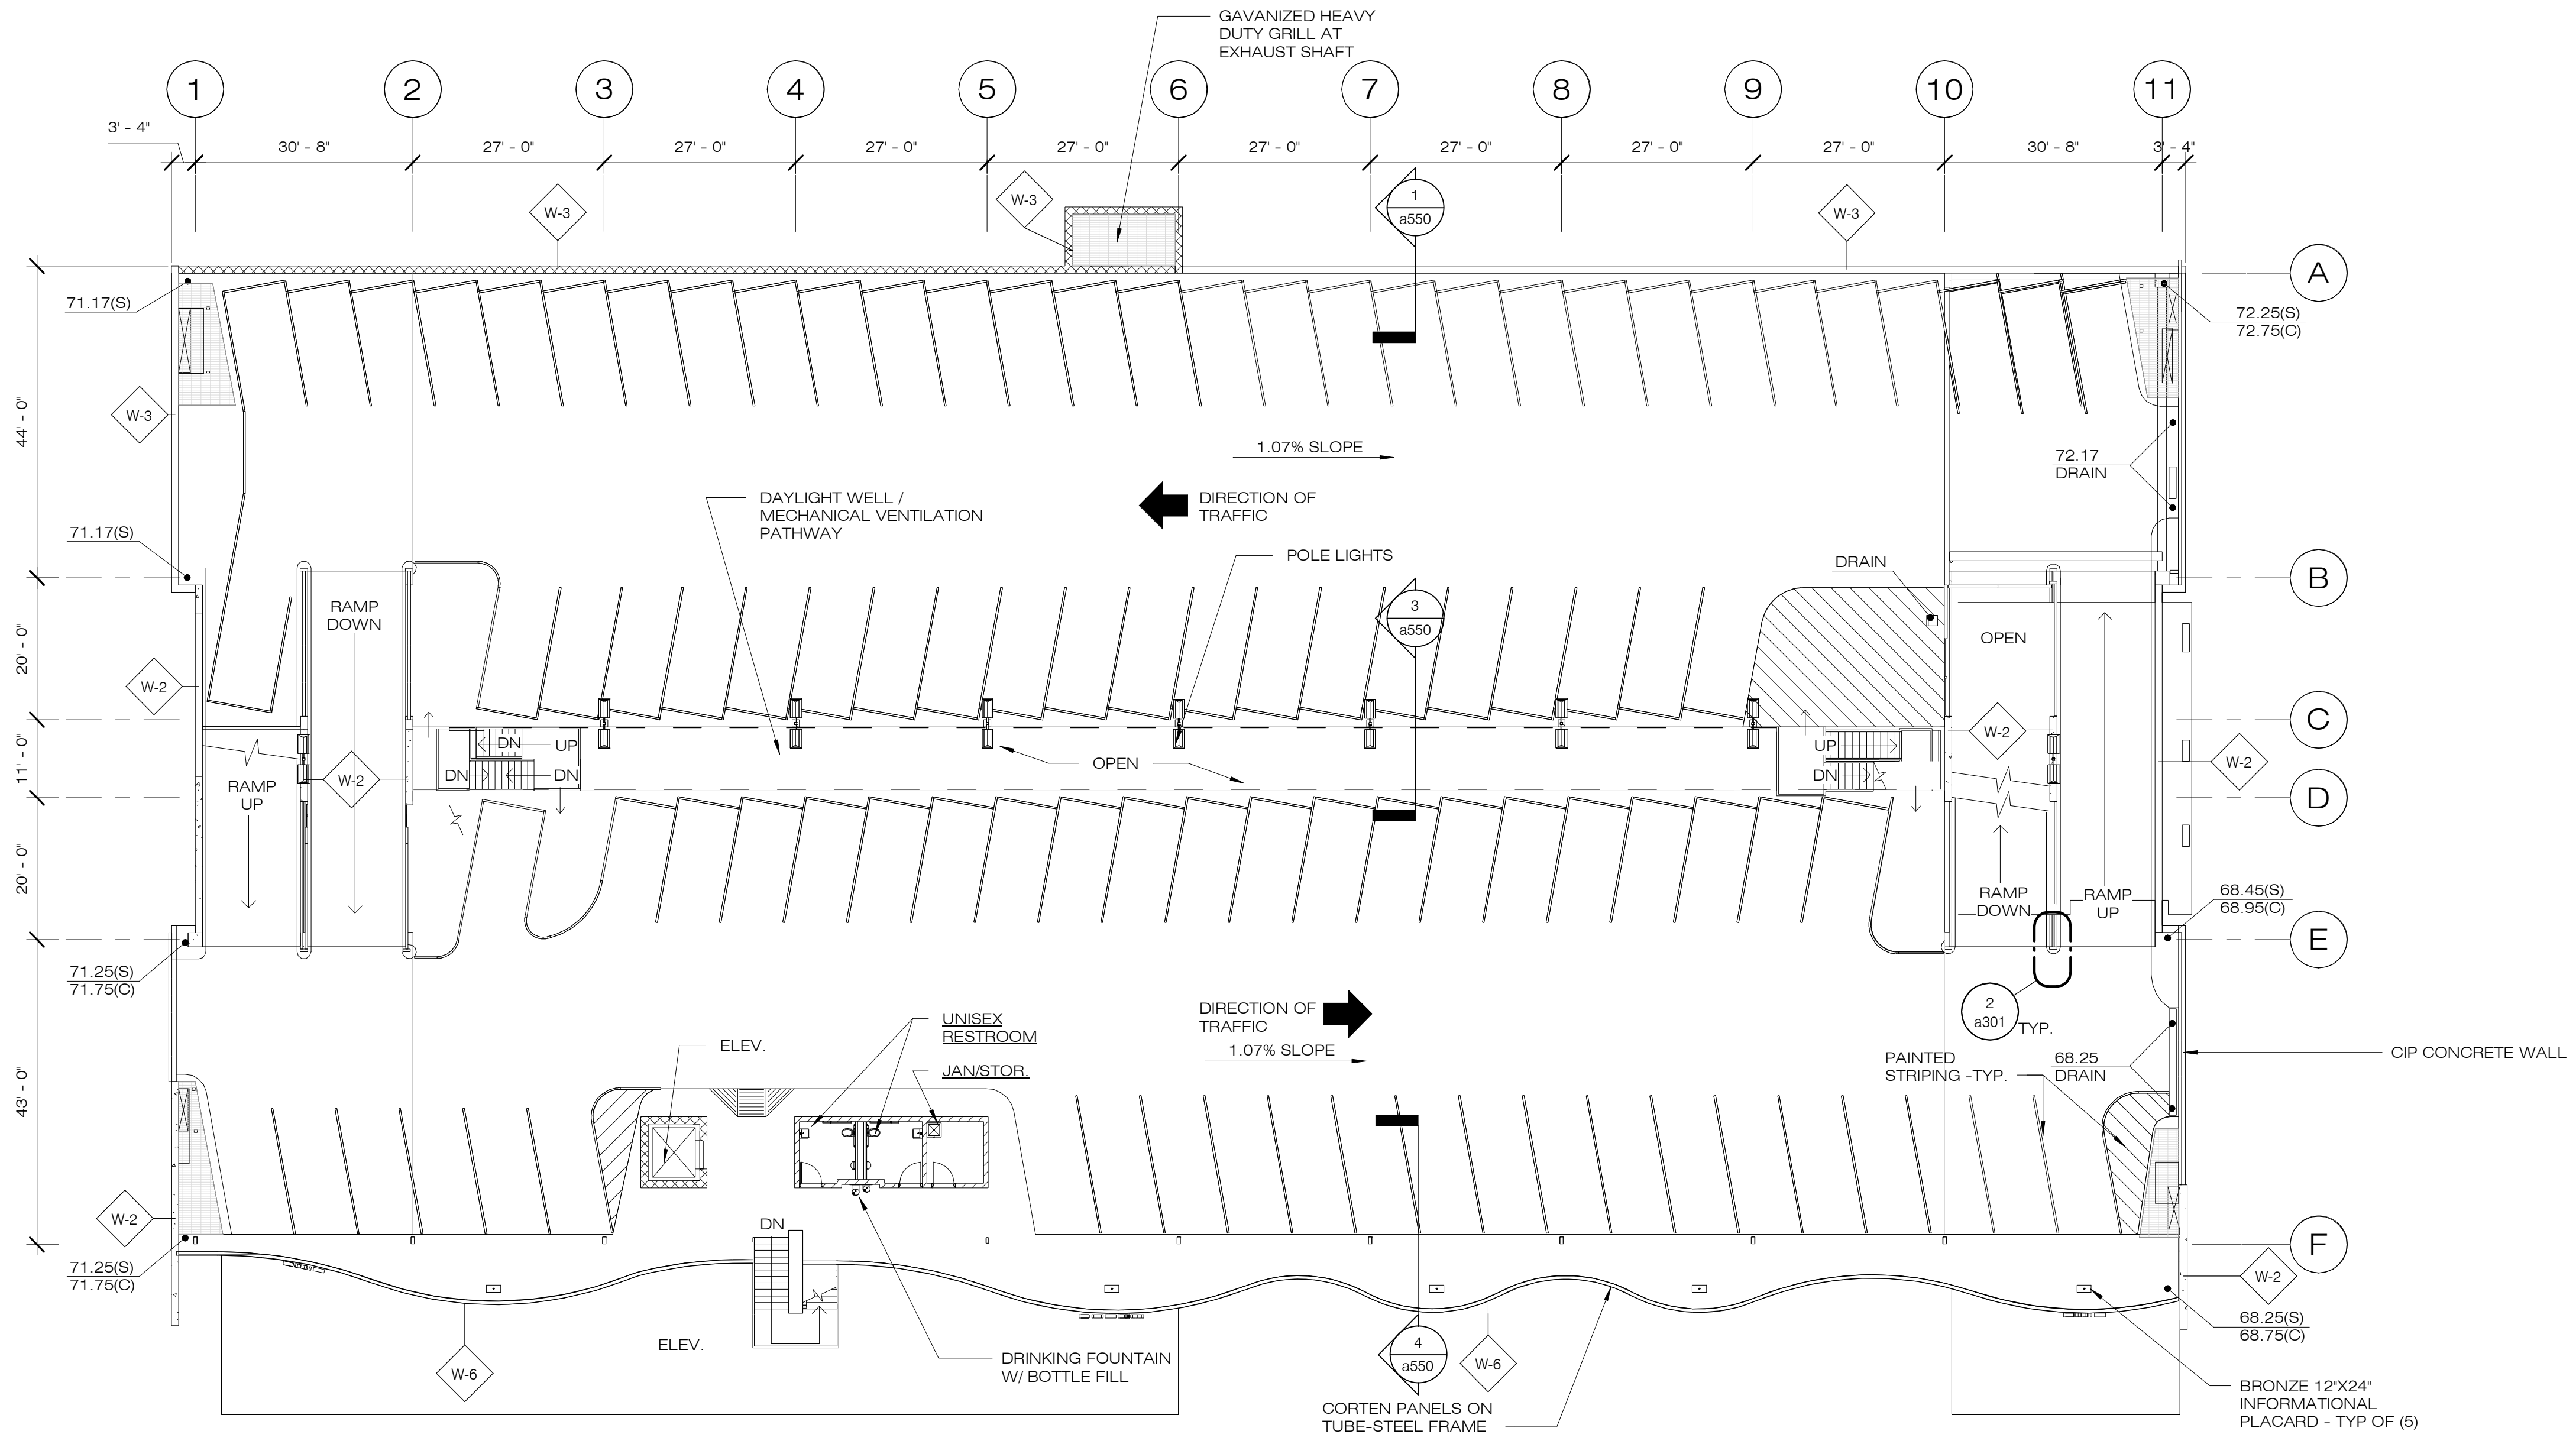 GAVANIZED HEAVY
DUTY GRILL AT
EXHAUST SHAFT
1
2
3
4
5
6
7
8
9
10
11
3' - 4"
30' - 8"
27' - 0"
27' - 0"
27' - 0"
27' - 0"
27' - 0"
27' - 0"
27' - 0"
27' - 0"
30' - 8"
3' - 4"
W-3
W-3
1
a550
W-3
A
71.17(S)
72.25(S)
72.75(C)
44' - 0"
W-3
1.07% SLOPE
72.17
DRAIN
DAYLIGHT WELL /
MECHANICAL VENTILATION
PATHWAY
DIRECTION OF
TRAFFIC
71.17(S)
POLE LIGHTS
DRAIN
B
RAMP
DOWN
3
a550
20' - 0"
OPEN
W-2
C
W-2
DN
UP
UP
11' - 0"
W-2
DN
DN
OPEN
DN
W-2
RAMP
UP
D
20' - 0"
RAMP
DOWN
RAMP
UP
68.45(S)
68.95(C)
E
71.25(S)
71.75(C)
DIRECTION OF
TRAFFIC
2
a301
TYP.
UNISEX
RESTROOM
ELEV.
1.07% SLOPE
CIP CONCRETE WALL
JAN/STOR.
PAINTED
STRIPING -TYP.
68.25
DRAIN
43' - 0"
W-2
DN
F
71.25(S)
71.75(C)
W-2
68.25(S)
68.75(C)
ELEV.
4
a550
W-6
W-6
DRINKING FOUNTAIN
W/ BOTTLE FILL
CORTEN PANELS ON
TUBE-STEEL FRAME
BRONZE 12"X24"
INFORMATIONAL
PLACARD - TYP OF (5)